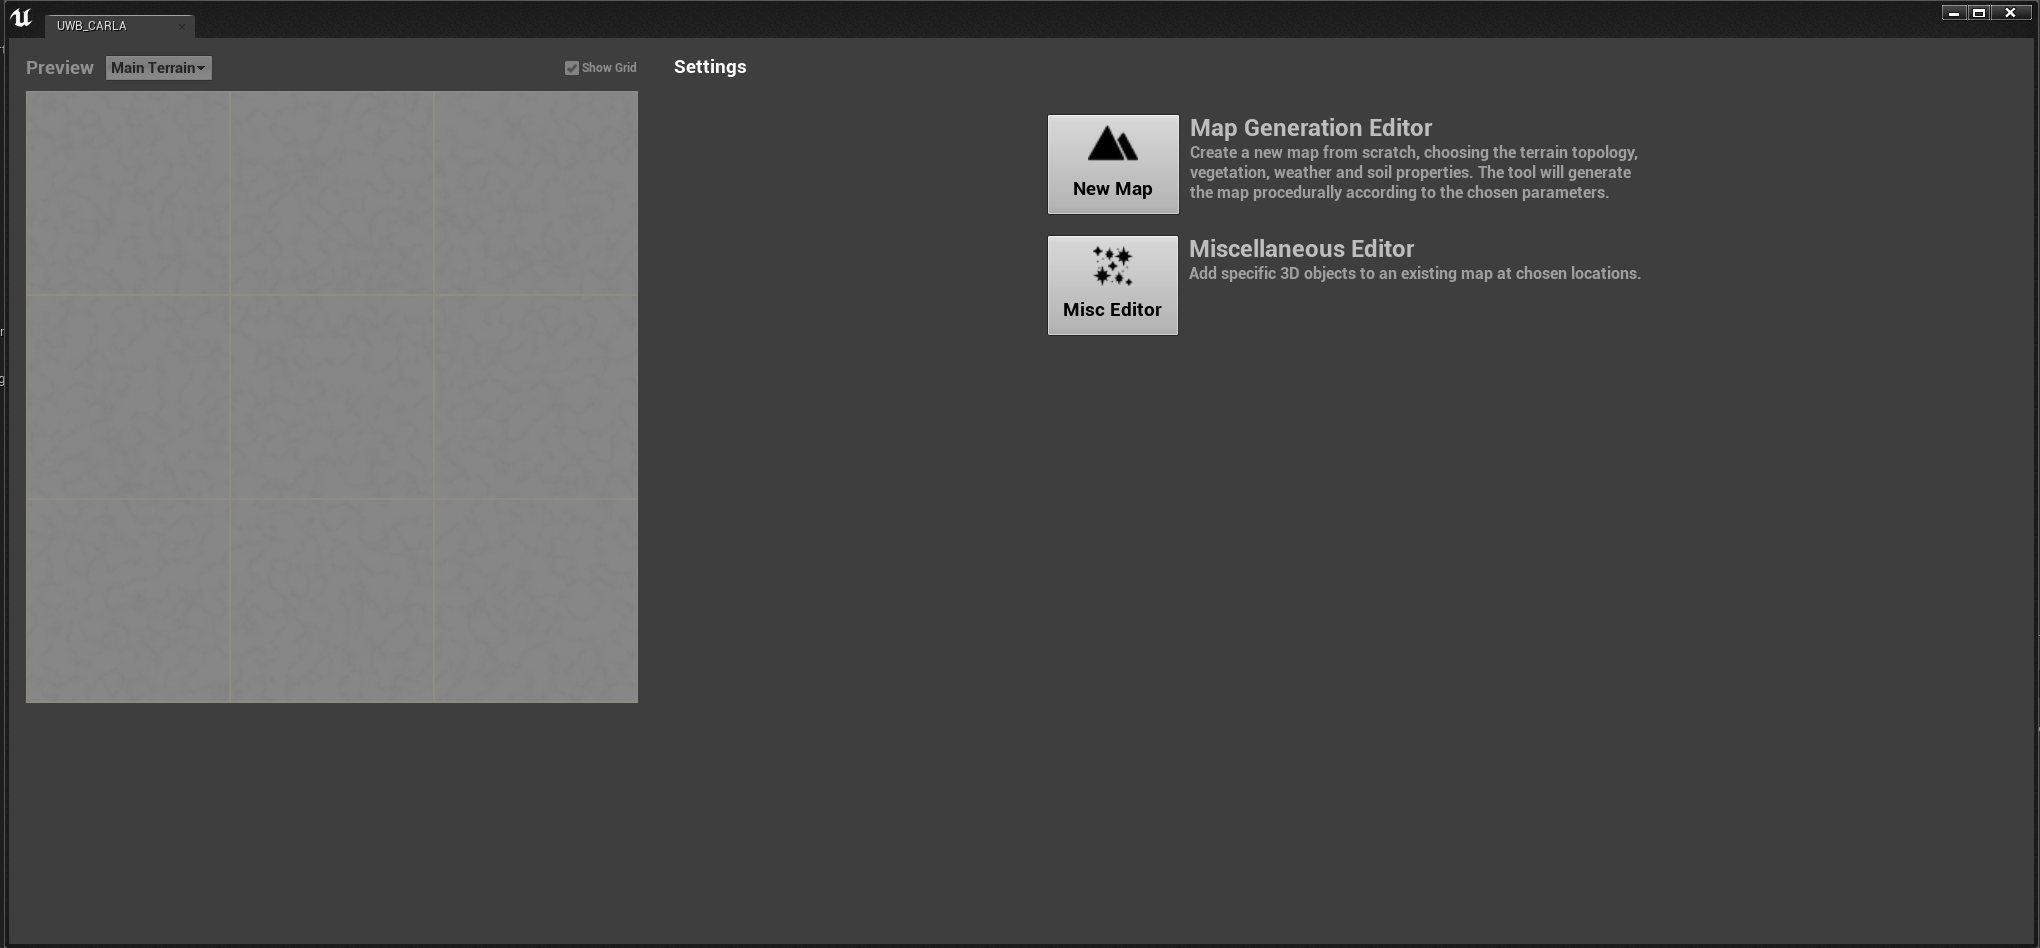 UWB_CARLA
Preview
Main Terrain
Show Grid
Settings
New Map
Map Generation Editor
Create a new map from scratch, choosing the terrain topology,
vegetation, weather and soil properties. The tool will generate
the map procedurally according to the chosen parameters.
Misc Editor
Miscellaneous Editor
Add specific 3D objects to an existing map at chosen locations.